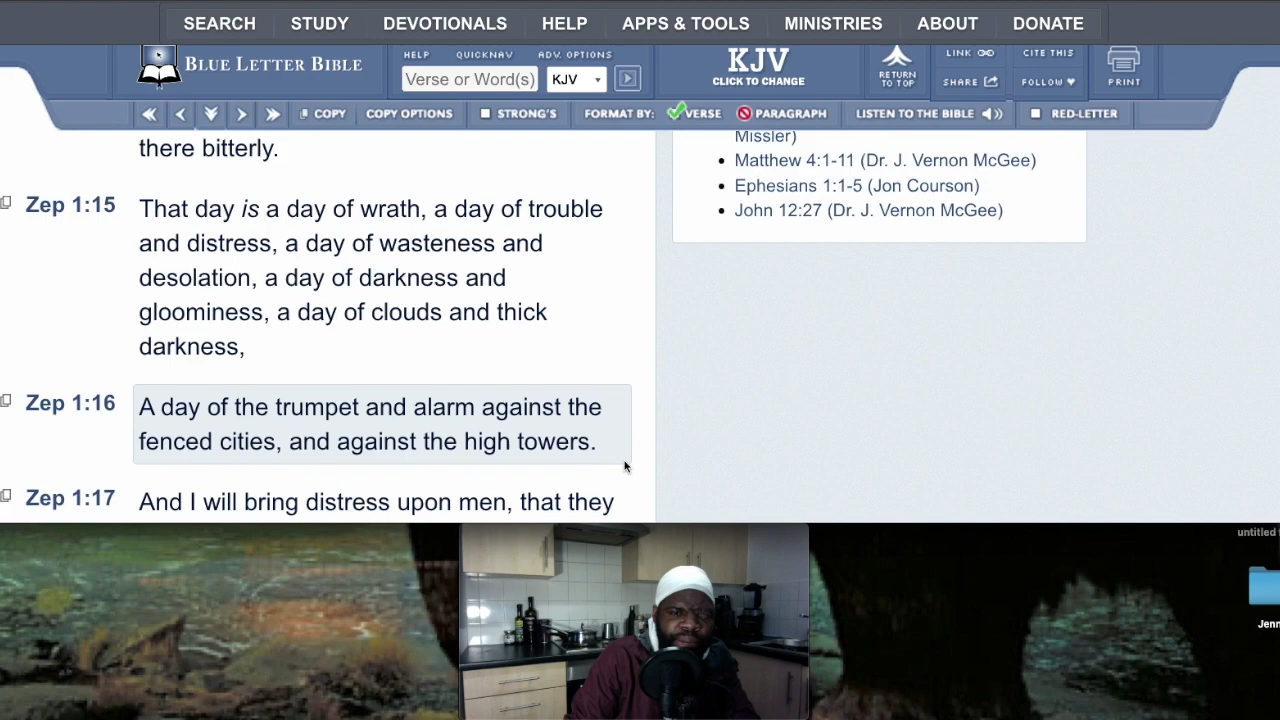 SEARCH STUDY DEVOTIONALS HELP APPS & TOOLS MINISTRIES ABOUT DONATE
BLUE LETTER BIBLE
HELP QUICKNAV ADV. OPTIONS
Verse or Word(s) KJV
KJV
CLICK TO CHANGE
RETURN
TO TOP
LINK
SHARE
CITE THIS
FOLLOW
PRINT
COPY COPY OPTIONS STRONG'S FORMAT BY: VERSE PARAGRAPH LISTEN TO THE BIBLE RED-LETTER
there bitterly.
Zep 1:15 That day is a day of wrath, a day of trouble
and distress, a day of wasteness and
desolation, a day of darkness and
gloominess, a day of clouds and thick
darkness,
Zep 1:16 A day of the trumpet and alarm against the
fenced cities, and against the high towers.
Zep 1:17 And I will bring distress upon men, that they
Missler)
Matthew 4:1-11 (Dr. J. Vernon McGee)
Ephesians 1:1-5 (Jon Courson)
John 12:27 (Dr. J. Vernon McGee)
untitled
Jenn